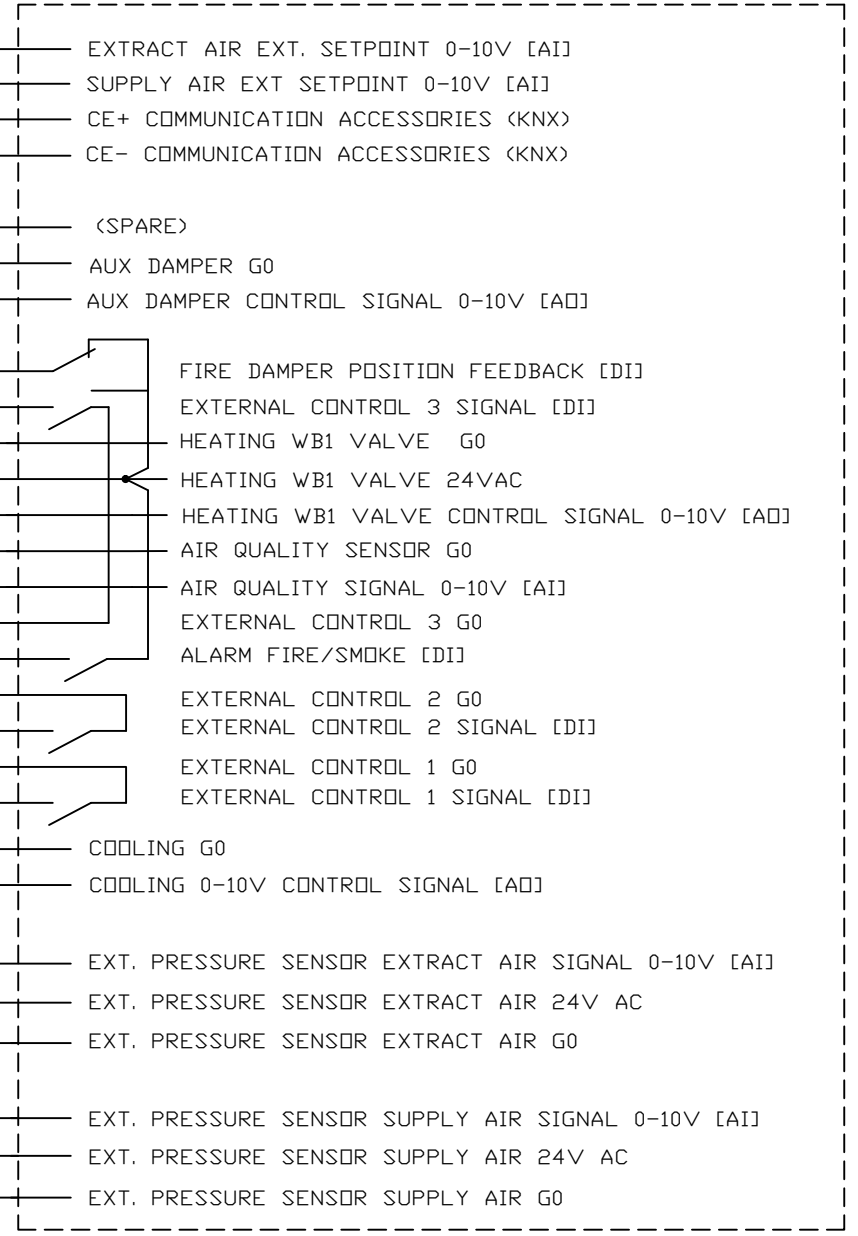 EXTRACT AIR EXT. SETPOINT 0-10V [AI]
SUPPLY AIR EXT SETPOINT 0-10V [AI]
CE+ COMMUNICATION ACCESSORIES (KNX)
CE- COMMUNICATION ACCESSORIES (KNX)
(SPARE)
AUX DAMPER G0
AUX DAMPER CONTROL SIGNAL 0-10V [AO]
FIRE DAMPER POSITION FEEDBACK [DI]
EXTERNAL CONTROL 3 SIGNAL [DI]
HEATING WB1 VALVE G0
HEATING WB1 VALVE 24VAC
HEATING WB1 VALVE CONTROL SIGNAL 0-10V [AO]
AIR QUALITY SENSOR G0
AIR QUALITY SIGNAL 0-10V [AI]
EXTERNAL CONTROL 3 G0
ALARM FIRE/SMOKE [DI]
EXTERNAL CONTROL 2 G0
EXTERNAL CONTROL 2 SIGNAL [DI]
EXTERNAL CONTROL 1 G0
EXTERNAL CONTROL 1 SIGNAL [DI]
COOLING G0
COOLING 0-10V CONTROL SIGNAL [AO]
EXT. PRESSURE SENSOR EXTRACT AIR SIGNAL 0-10V [AI]
EXT. PRESSURE SENSOR EXTRACT AIR 24V AC
EXT. PRESSURE SENSOR EXTRACT AIR G0
EXT. PRESSURE SENSOR SUPPLY AIR SIGNAL 0-10V [AI]
EXT. PRESSURE SENSOR SUPPLY AIR 24V AC
EXT. PRESSURE SENSOR SUPPLY AIR G0